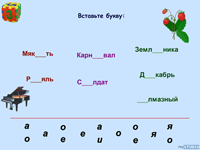 Вставьте букву:
Мяк___ть
Карн___вал
Земл___ника
Р___яль
С___лдат
Д___кабрь
___лмазный
а о е о я
а е а о я
о е и е о